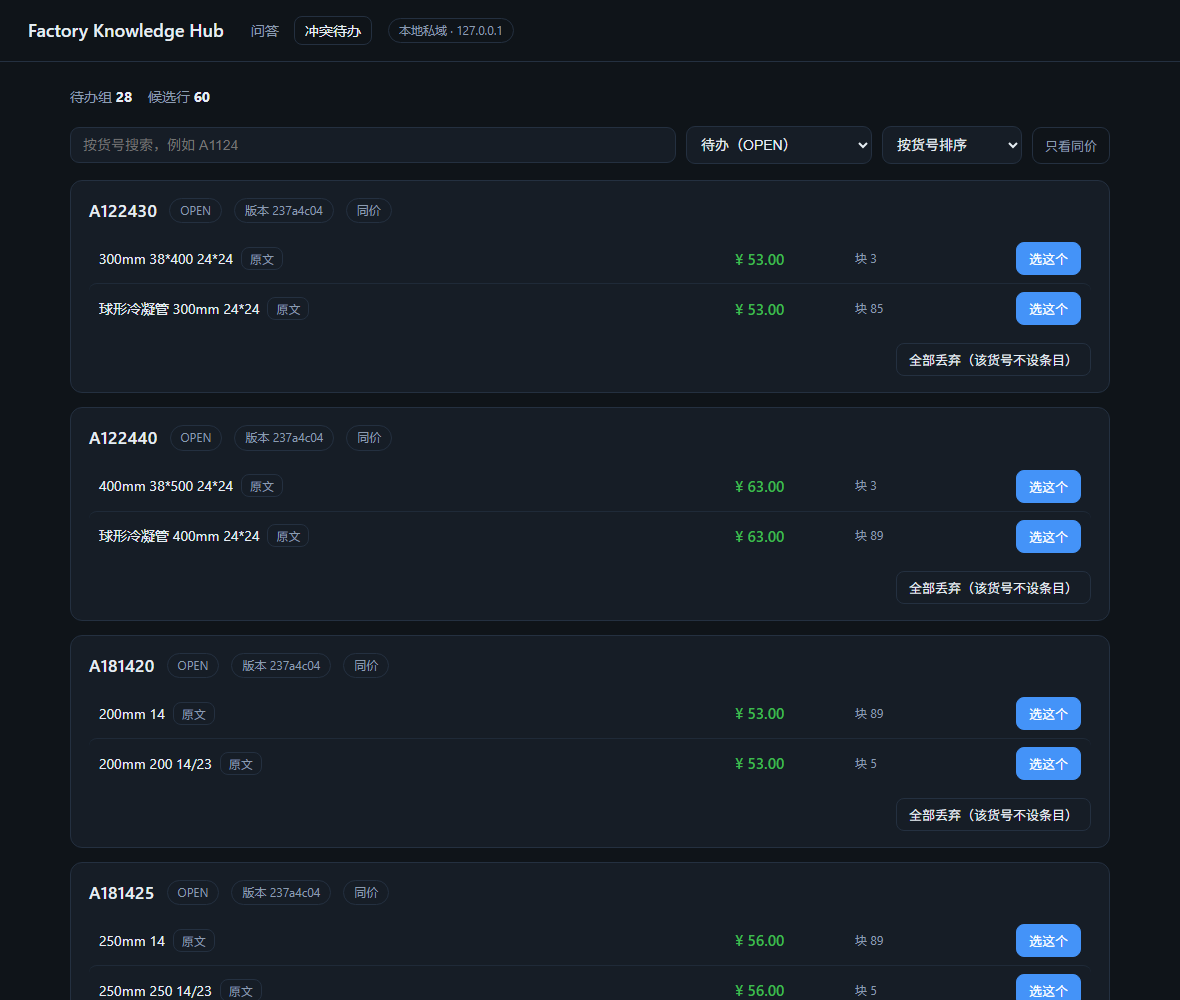 Factory Knowledge Hub 问答 冲突待办 本地私域 · 127.0.0.1
待办组 28 候选行 60
按货号搜索，例如 A1124 待办（OPEN） 按货号排序 只看同价
A122430 OPEN 版本 237a4c04 同价
300mm 38*400 24*24 原文 ¥ 53.00 块 3 选这个
球形冷凝管 300mm 24*24 原文 ¥ 53.00 块 85 选这个
全部丢弃（该货号不设条目）
A122440 OPEN 版本 237a4c04 同价
400mm 38*500 24*24 原文 ¥ 63.00 块 3 选这个
球形冷凝管 400mm 24*24 原文 ¥ 63.00 块 89 选这个
全部丢弃（该货号不设条目）
A181420 OPEN 版本 237a4c04 同价
200mm 14 原文 ¥ 53.00 块 89 选这个
200mm 200 14/23 原文 ¥ 53.00 块 5 选这个
全部丢弃（该货号不设条目）
A181425 OPEN 版本 237a4c04 同价
250mm 14 原文 ¥ 56.00 块 89 选这个
250mm 250 14/23 原文 ¥ 56.00 块 5 选这个